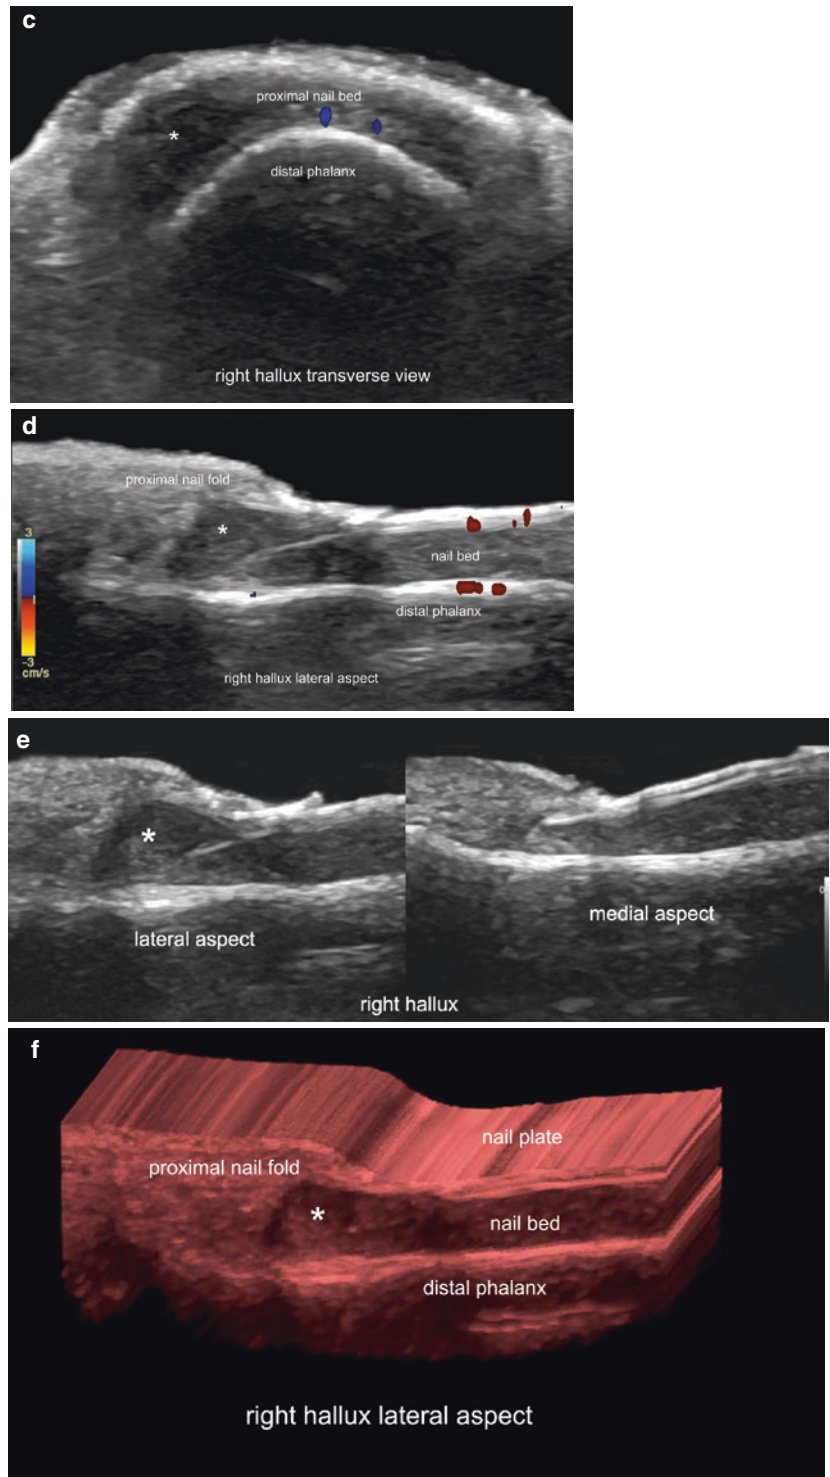 c
proximal nail bed
*
distal phalanx
right hallux transverse view
d
proximal nail fold
*
3
nail bed
distal phalanx
-3
cm/s
right hallux lateral aspect
e
*
medial aspect
lateral aspect
right hallux
f
nail plate
proximal nail fold
*
nail bed
distal phalanx
right hallux lateral aspect